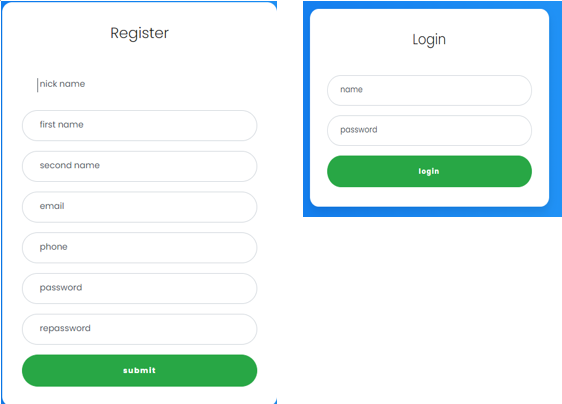 Register
nick name
first name
second name
email
phone
password
repassword
submit
Login
name
password
login